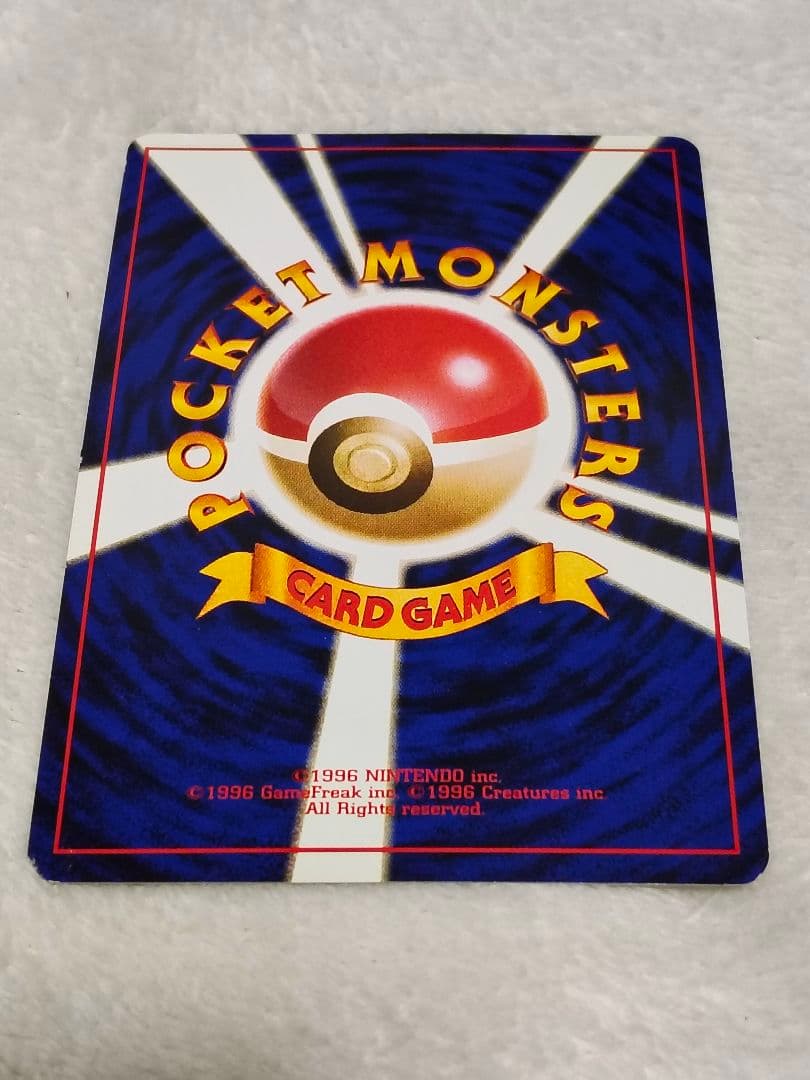 POCKET MONSTERS
CARD GAME
©1996 NINTENDO inc.
©1996 GameFreak inc. ©1996 Creatures inc.
All Rights reserved.